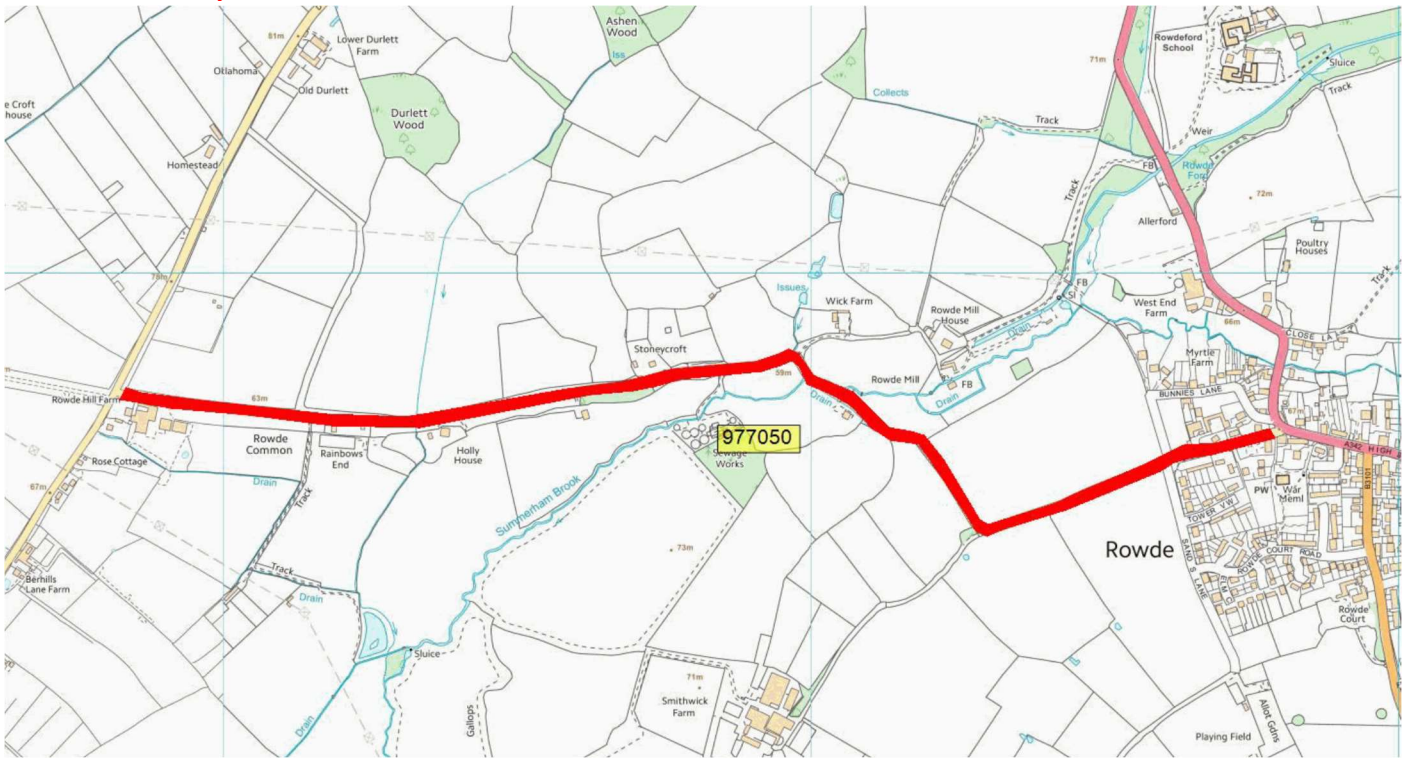 Ashen
Wood
Iss
81m
Lower Durlett
Farm
Oklahoma
Old Durlett
e Croft
house
Durlett
Wood
Homestead
Collects
Track
71m
Rowdeford
School
Sluice
Track
Weir
FB
Rowde
Ford
Track
72m
Allerford
Poultry
Houses
Track
75m
Issues
Wick Farm
Rowde Mill
House
FB
Sl
Drain
West End
Farm
66m
CLOSE LA
Stoneycroft
59m
Rowde Mill
FB
Drain
Drain
Myrtle
Farm
BUNNIES LANE
67m
Rowde Hill Farm
63m
Rowde
Common
Rainbows
End
Holly
House
977050
Sewage
Works
A342 HIGH
B3101
Rose Cottage
Drain
67m
Track
Summerham Brook
PW
War
Meml
TOWER VW
Rowde
SANDS LANE
ROWDE COURT ROAD
ELM C
73m
Berhills
Lane Farm
Track
Drain
Rowde
Court
Sluice
Drain
Gallops
71m
Smithwick
Farm
Allot Gdns
Playing Field